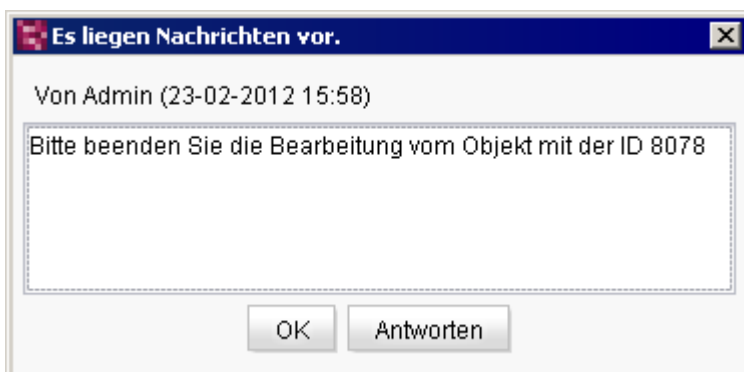 Es liegen Nachrichten vor.
Von Admin (23-02-2012 15:58)
Bitte beenden Sie die Bearbeitung vom Objekt mit der ID 8078
OK Antworten